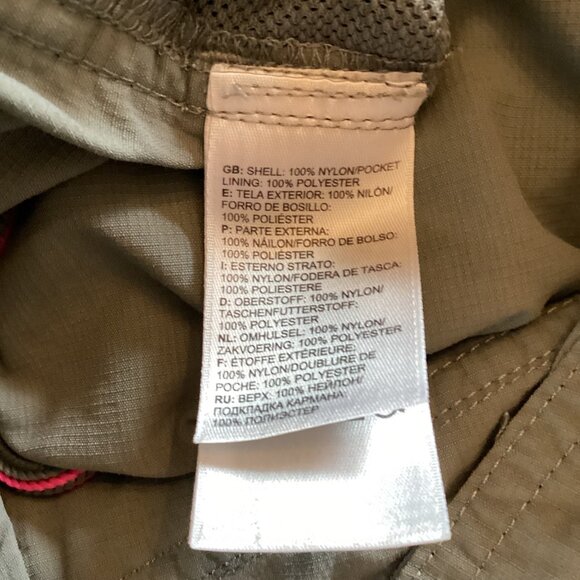 GB: SHELL: 100% NYLON/POCKET
LINING: 100% POLYESTER
E: TELA EXTERIOR: 100% NILÓN/
FORRO DE BOSILLO:
100% POLIÉSTER
P: PARTE EXTERNA:
100% NÁILON/FORRO DE BOLSO:
100% POLIÉSTER
I: ESTERNO STRATO:
100% NYLON/FODERA DE TASCA:
100% POLIESTERE
D: OBERSTOFF: 100% NYLON/
TASCHENFUTTERSTOFF:
100% POLYESTER
NL: OMHULSEL: 100% NYLON/
ZAKVOERING: 100% POLYESTER
F: ÉTOFFE EXTÉRIEURE:
100% NYLON/DOUBLURE DE
POCHE: 100% POLYESTER
RU: ВЕРХ: 100% НЕЙЛОН/
ПОДКЛАДКА КАРМАНА:
100% ПОЛИЭСТЕР